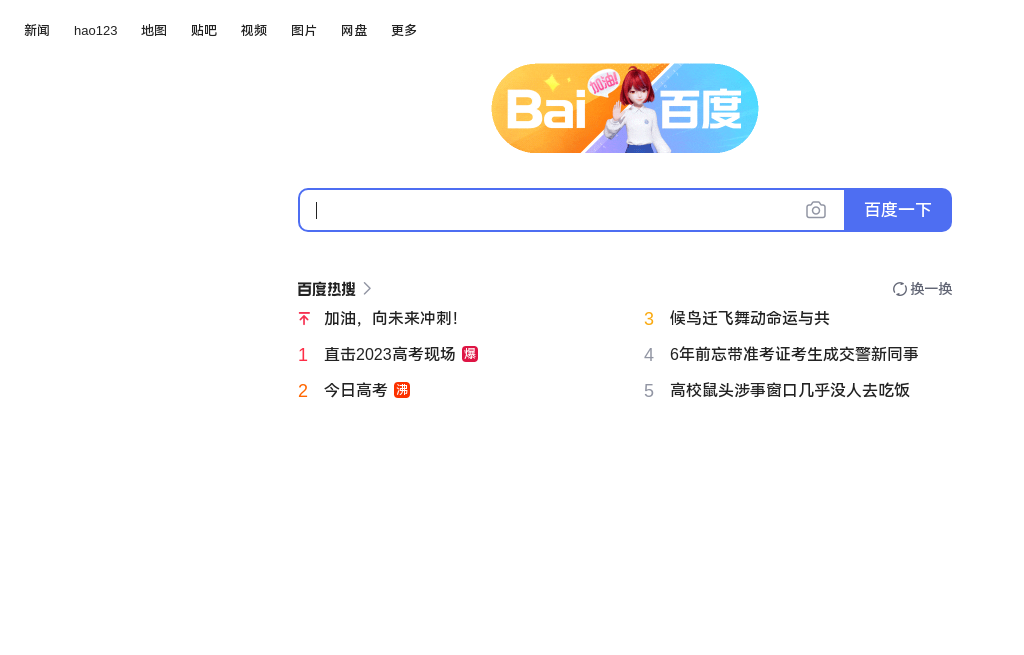 新闻 hao123 地图 贴吧 视频 图片 网盘 更多
加油!
Bai 百度
百度一下
百度热搜 换一换
加油，向未来冲刺!
1 直击2023高考现场 爆
2 今日高考 沸
3 候鸟迁飞舞动命运与共
4 6年前忘带准考证考生成交警新同事
5 高校鼠头涉事窗口几乎没人去吃饭